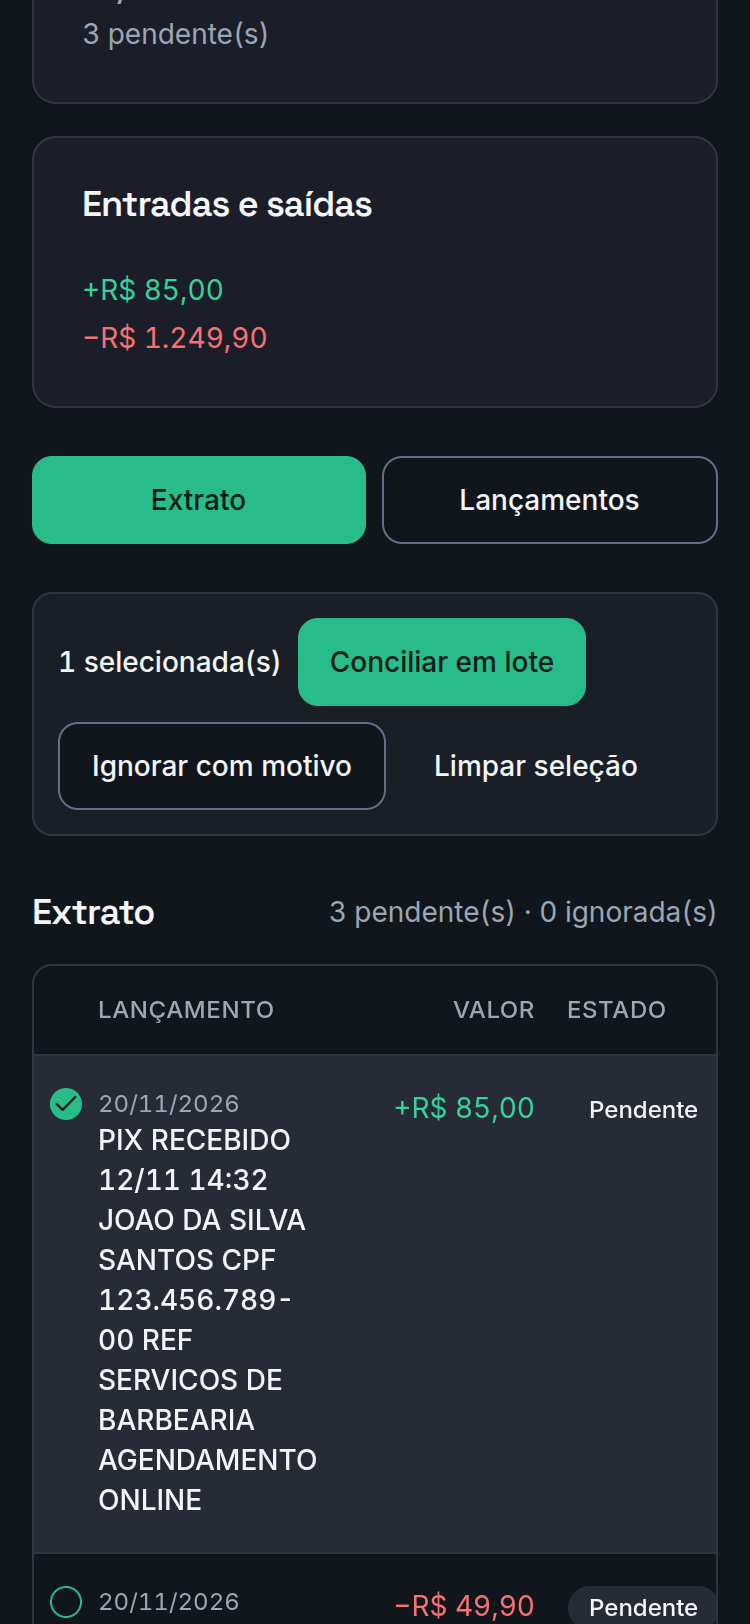 3 pendente(s)
Entradas e saídas
+R$ 85,00
−R$ 1.249,90
Extrato
Lançamentos
1 selecionada(s)
Conciliar em lote
Ignorar com motivo
Limpar seleção
Extrato
3 pendente(s) · 0 ignorada(s)
LANÇAMENTO VALOR ESTADO
20/11/2026 +R$ 85,00 Pendente
PIX RECEBIDO
12/11 14:32
JOAO DA SILVA
SANTOS CPF
123.456.789-
00 REF
SERVICOS DE
BARBEARIA
AGENDAMENTO
ONLINE
20/11/2026 −R$ 49,90 Pendente